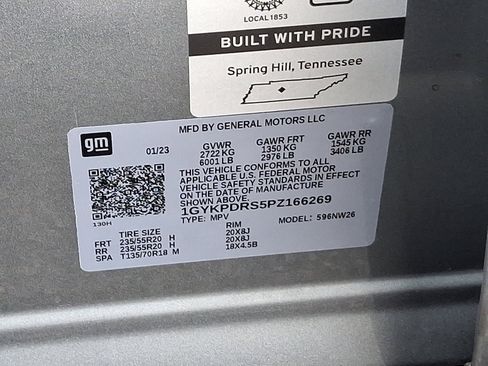 LOCAL 1853
BUILT WITH PRIDE
Spring Hill, Tennessee
MFD BY GENERAL MOTORS LLC
gm
01/23
GVWR GAWR FRT GAWR RR
2722 KG 1350 KG 1545 KG
6001 LB 2976 LB 3406 LB
THIS VEHICLE CONFORMS TO ALL
APPLICABLE U.S. FEDERAL MOTOR
VEHICLE SAFETY STANDARDS IN EFFECT
ON THE DATE OF MANUFACTURE
SHOWN ABOVE.
1GYKPDRS5PZ166269
TYPE: MPV MODEL: 596NW26
130H
TIRE SIZE RIM
FRT 235/55R20 H 20X8J
RR 235/55R20 H 20X8J
SPA T135/70R18 M 18X4.5B